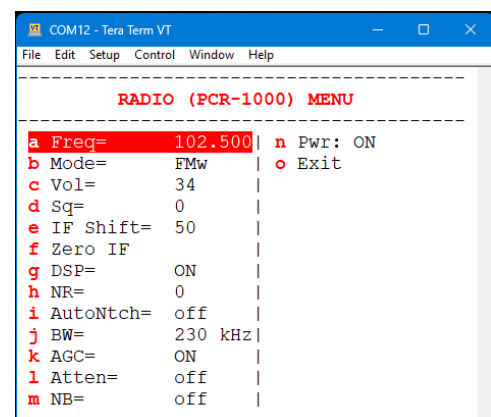 COM12 - Tera Term VT
File Edit Setup Control Window Help
------------------------------------------------
RADIO (PCR-1000) MENU
------------------------------------------------
a Freq= 102.500| n Pwr: ON
b Mode= FMw | o Exit
c Vol= 34 |
d Sq= 0 |
e IF Shift= 50 |
f Zero IF |
g DSP= ON |
h NR= 0 |
i AutoNtch= off |
j BW= 230 kHz|
k AGC= ON |
l Atten= off |
m NB= off |